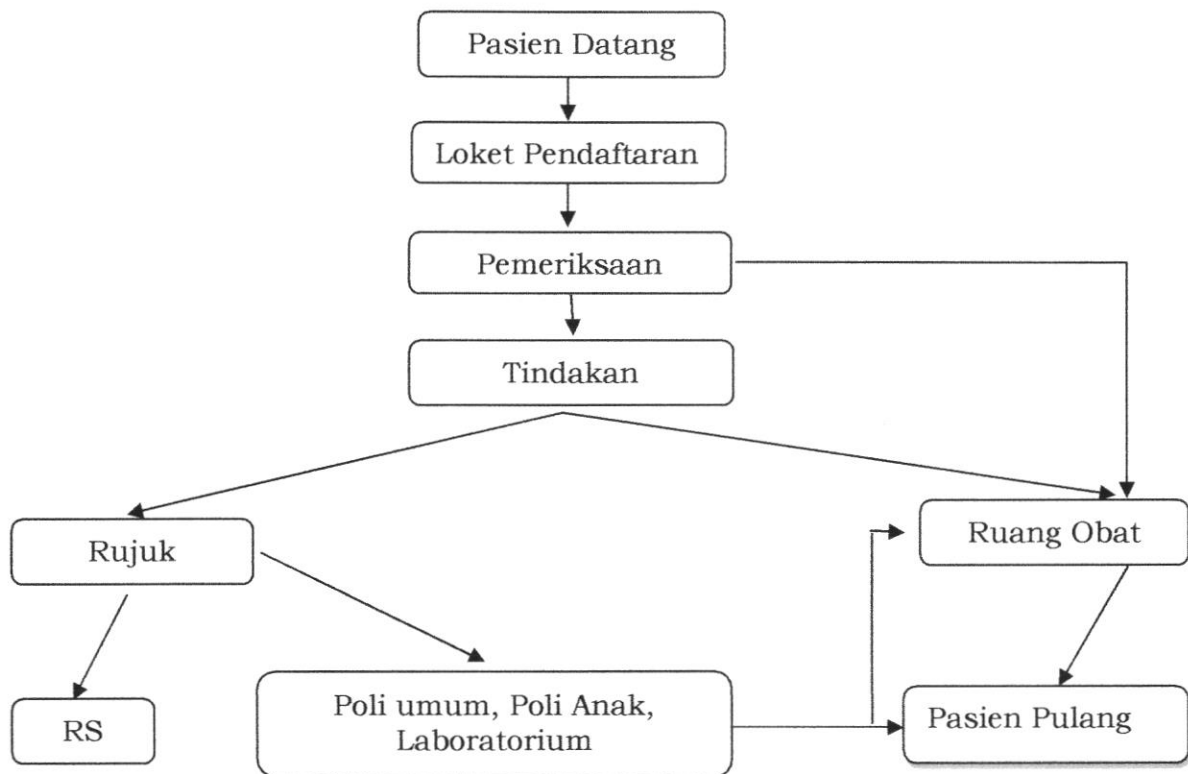 Pasien Datang
Loket Pendaftaran
Pemeriksaan
Tindakan
Rujuk
Ruang Obat
RS
Poli umum, Poli Anak,
Laboratorium
Pasien Pulang